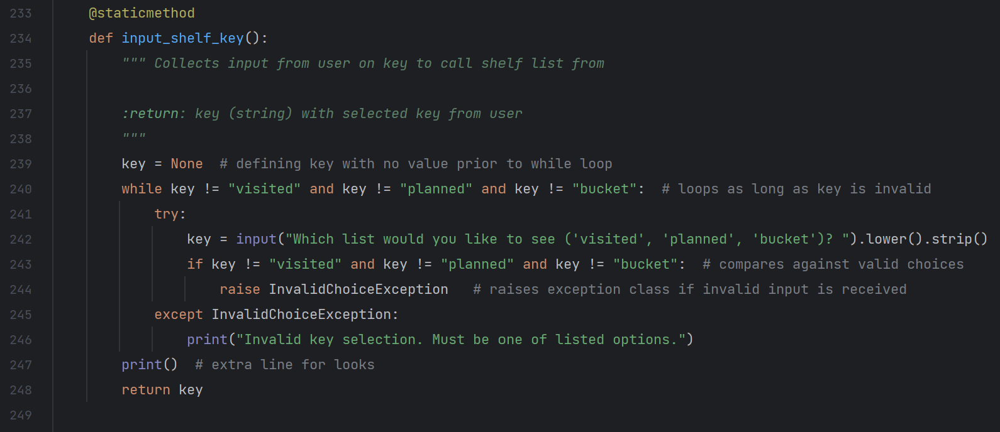 233 @staticmethod
234 def input_shelf_key():
235 """ Collects input from user on key to call shelf list from
236
237 :return: key (string) with selected key from user
238 """
239 key = None  # defining key with no value prior to while loop
240 while key != "visited" and key != "planned" and key != "bucket":  # loops as long as key is invalid
241 try:
242 key = input("Which list would you like to see ('visited', 'planned', 'bucket')? ").lower().strip()
243 if key != "visited" and key != "planned" and key != "bucket":  # compares against valid choices
244 raise InvalidChoiceException   # raises exception class if invalid input is received
245 except InvalidChoiceException:
246 print("Invalid key selection. Must be one of listed options.")
247 print()  # extra line for looks
248 return key
249